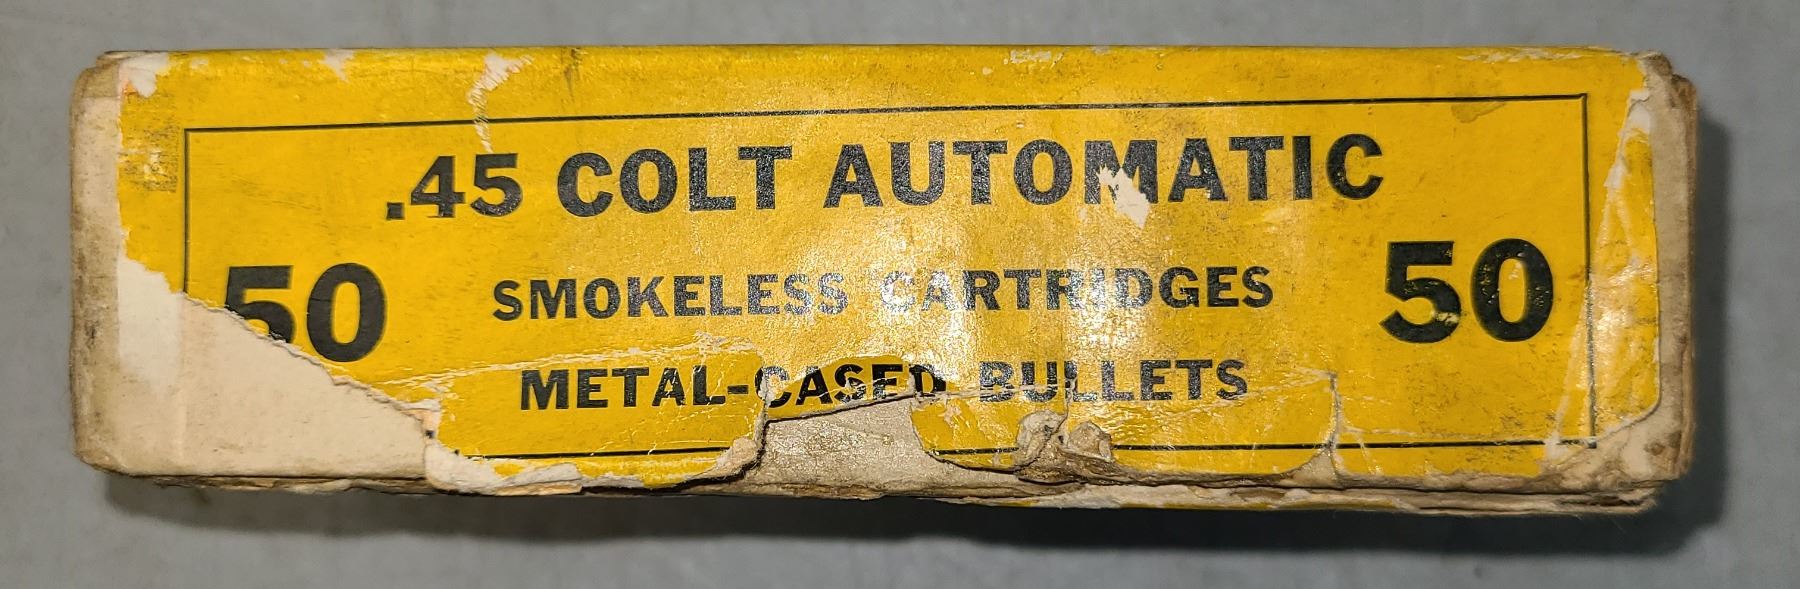 .45 COLT AUTOMATIC
50 SMOKELESS CARTRIDGES 50
METAL-CASED BULLETS